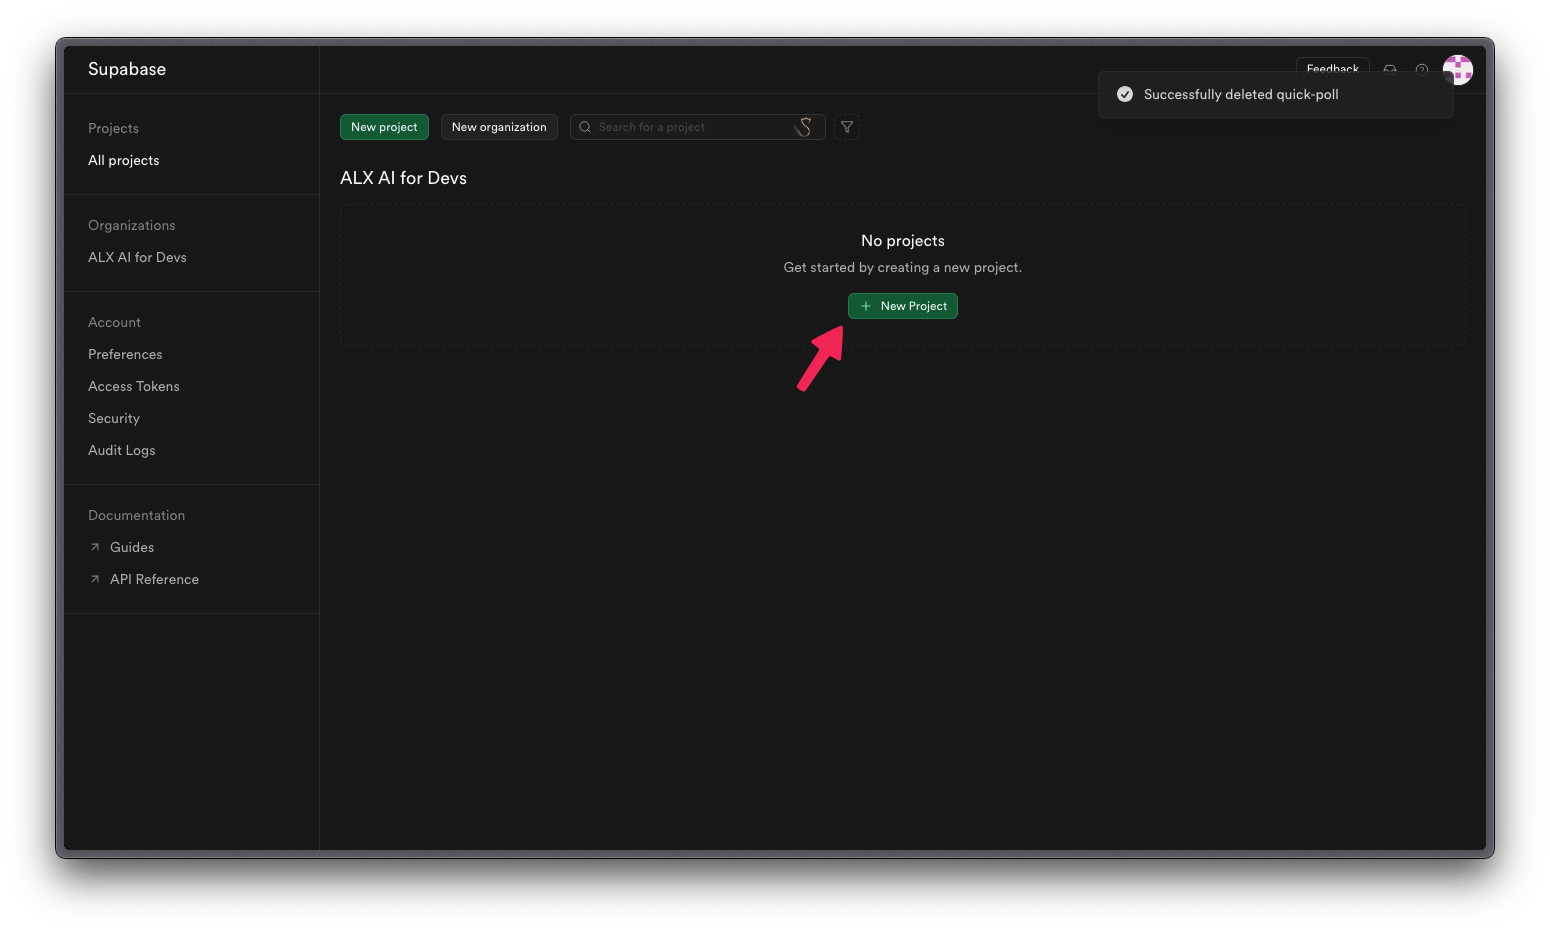 Supabase
Feedback
Successfully deleted quick-poll
Projects
All projects
Organizations
ALX AI for Devs
Account
Preferences
Access Tokens
Security
Audit Logs
Documentation
Guides
API Reference
New project
New organization
Search for a project
ALX AI for Devs
No projects
Get started by creating a new project.
New Project